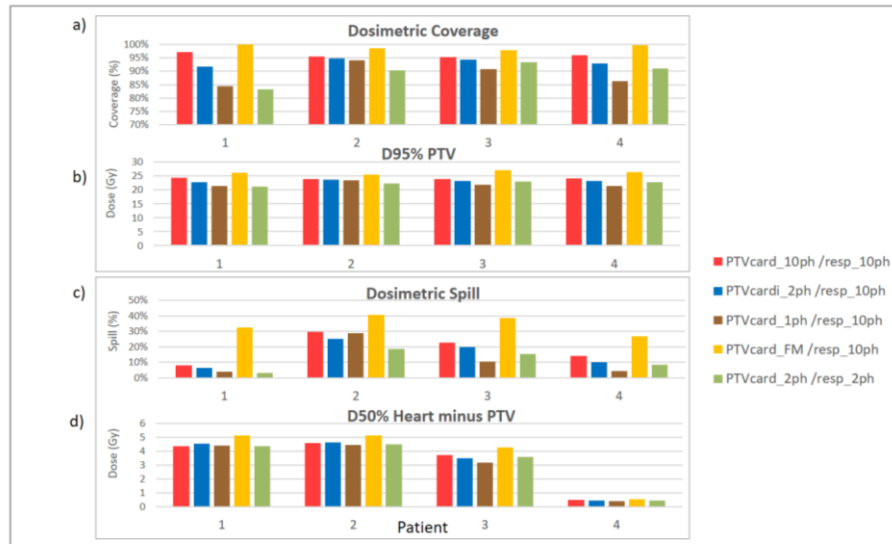 a)
Dosimetric Coverage
Coverage (%)
100%
95%
90%
85%
80%
75%
70%
1 2 3 4
b)
D95% PTV
Dose (Gy)
30
25
20
15
10
5
0
1 2 3 4
c)
Dosimetric Spill
Spill (%)
50%
40%
30%
20%
10%
0%
1 2 3 4
d)
D50% Heart minus PTV
Dose (Gy)
6
5
4
3
2
1
0
1 2 3 4
Patient
PTVcard_10ph /resp_10ph
PTVcardi_2ph /resp_10ph
PTVcard_1ph /resp_10ph
PTVcard_FM /resp_10ph
PTVcard_2ph /resp_2ph